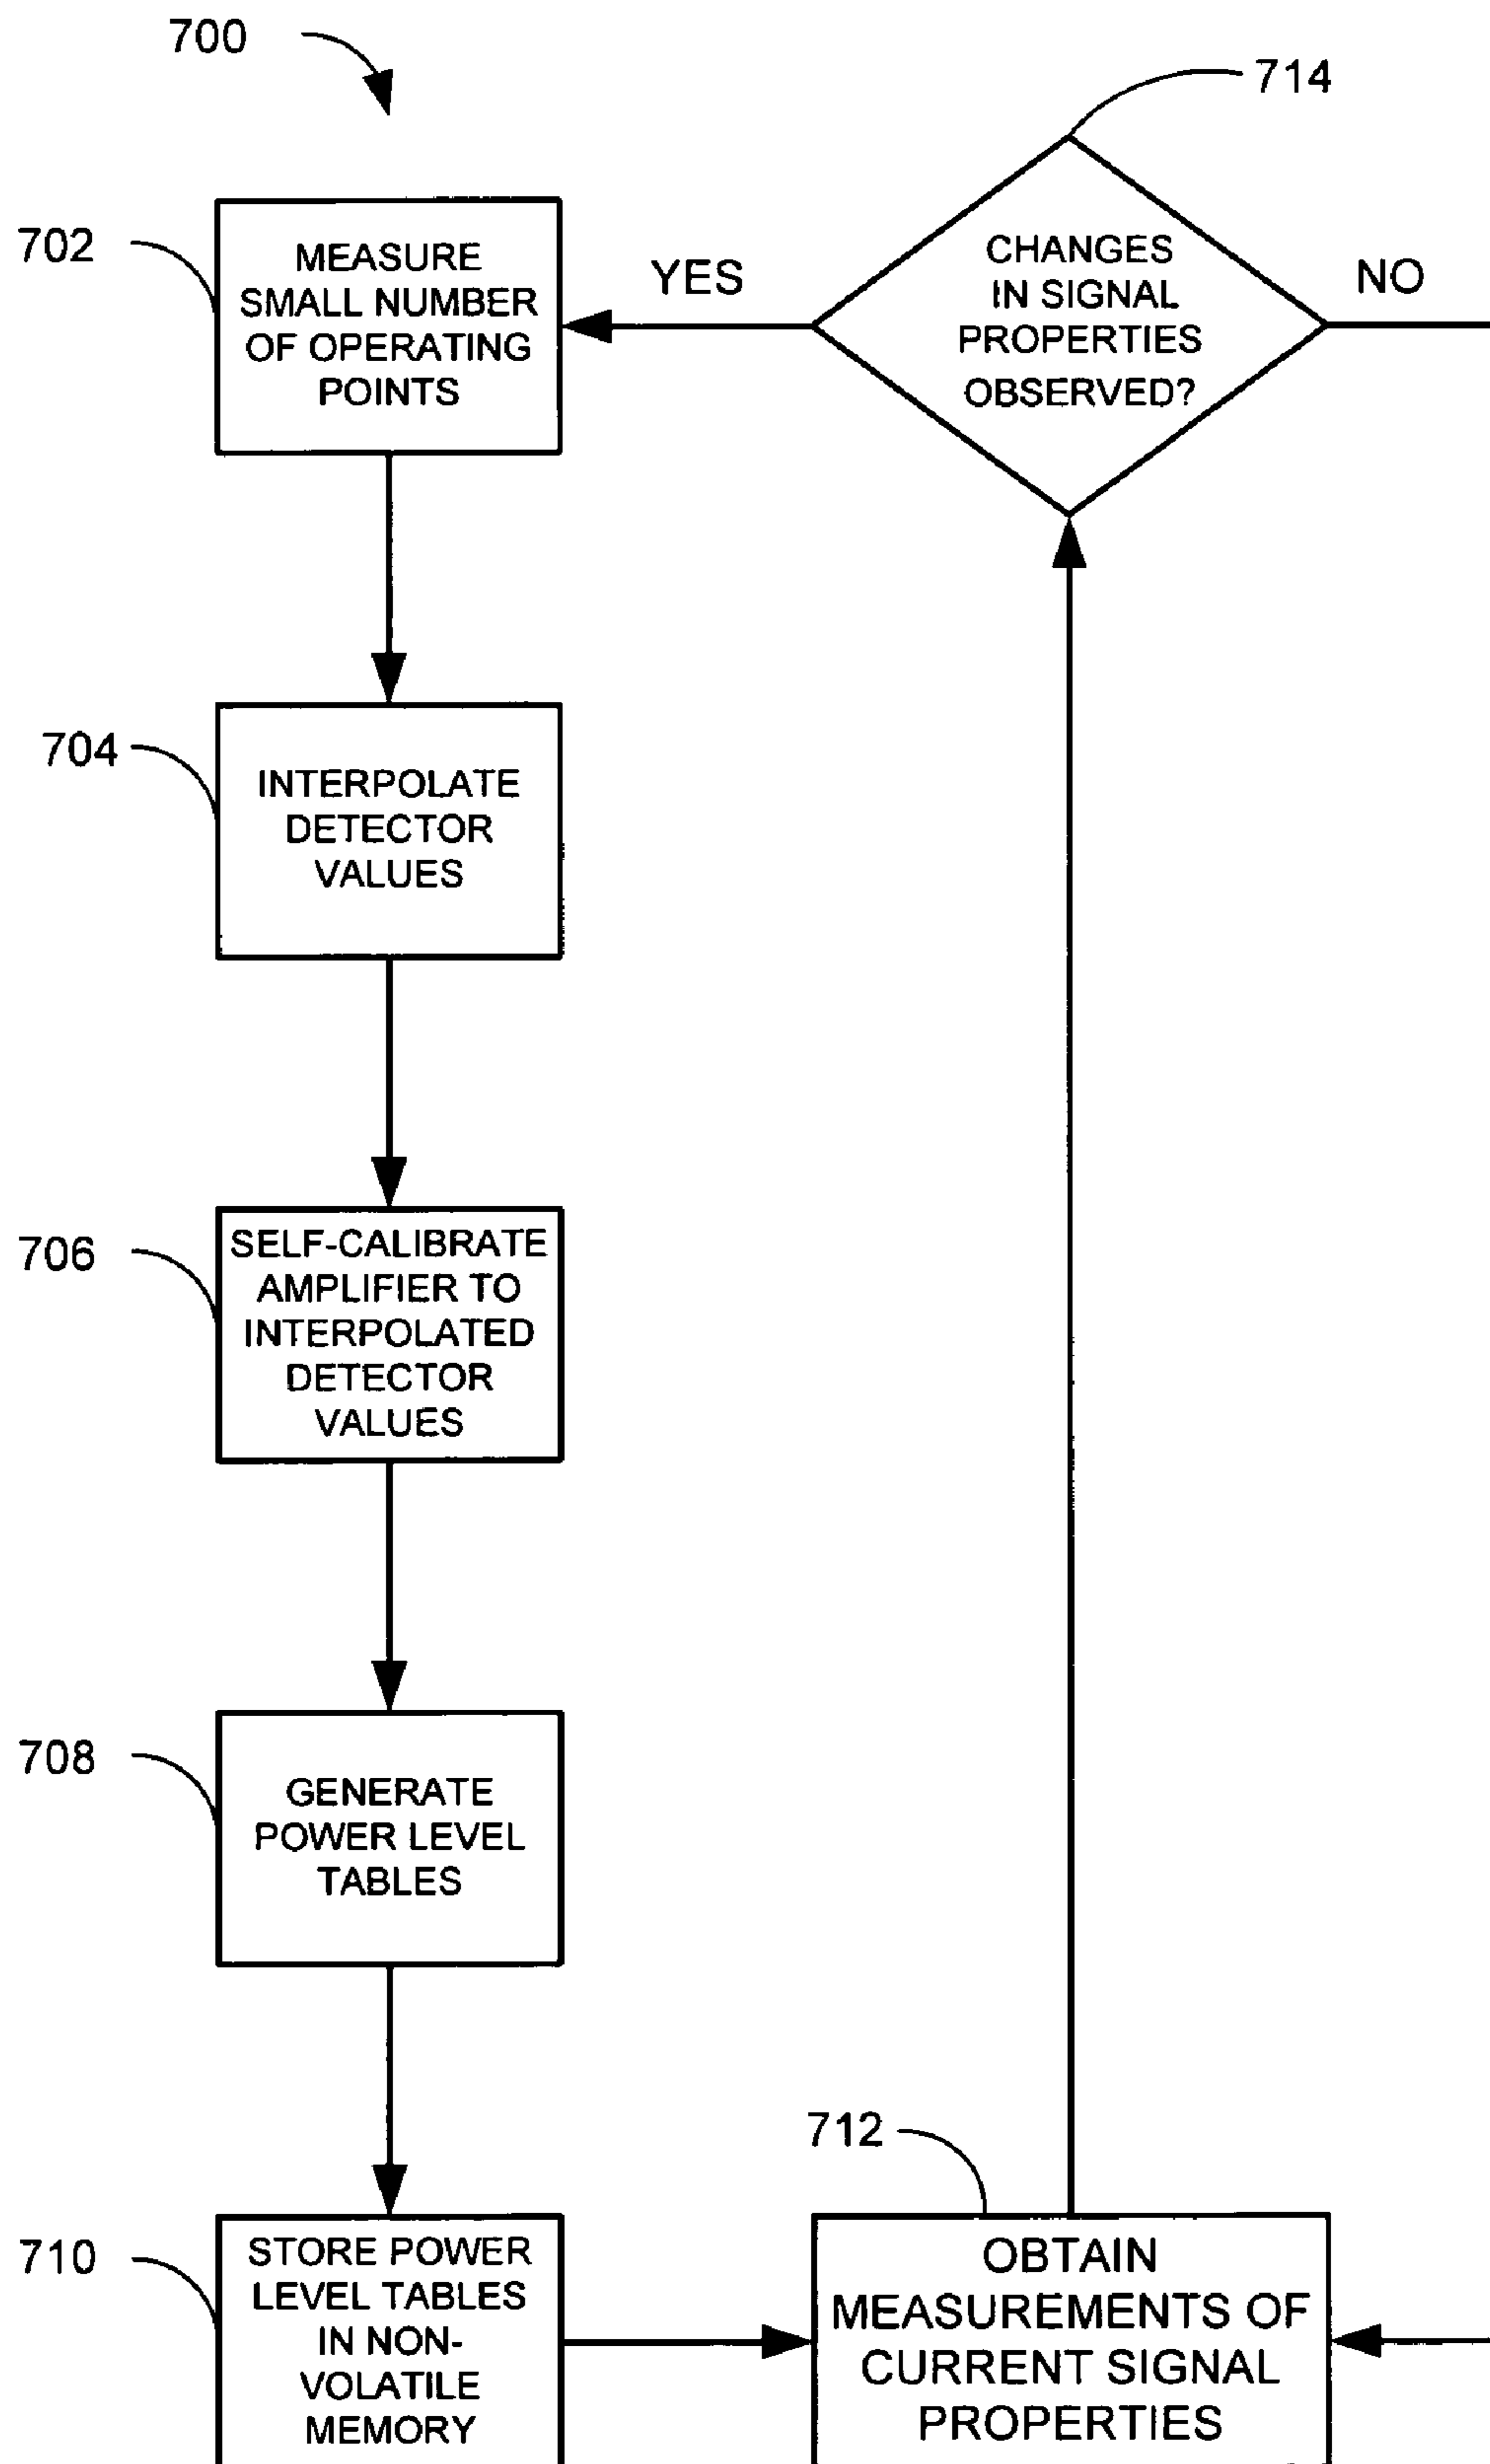 700
714
702
MEASURE
SMALL NUMBER
OF OPERATING
POINTS
YES
CHANGES
IN SIGNAL
PROPERTIES
OBSERVED?
NO
704
INTERPOLATE
DETECTOR
VALUES
706
SELF-CALIBRATE
AMPLIFIER TO
INTERPOLATED
DETECTOR
VALUES
708
GENERATE
POWER LEVEL
TABLES
710
STORE POWER
LEVEL TABLES
IN NON-
VOLATILE
MEMORY
712
OBTAIN
MEASUREMENTS OF
CURRENT SIGNAL
PROPERTIES